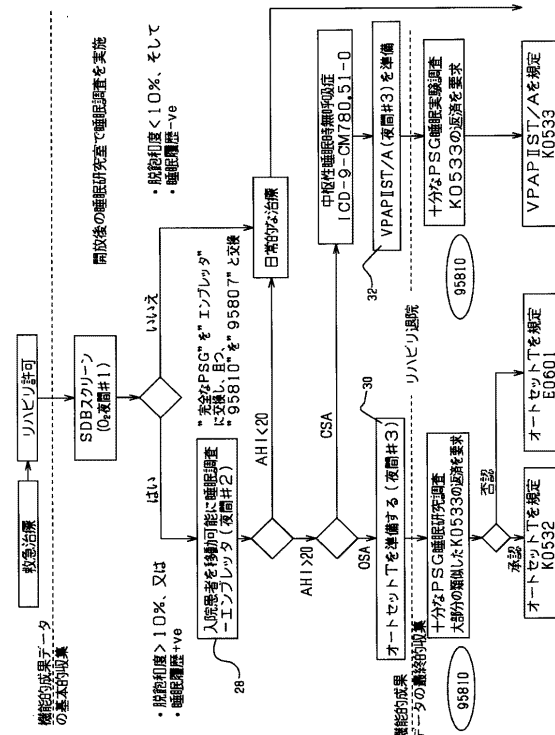 救急治療
リハビリ許可
機能的成果データ
の基本的収集
SDBスクリーン
(O₂夜間#1)
開放後の睡眠研究室で睡眠調査を実施
はい
いいえ
・脱飽和度>10%、又は
・睡眠履歴+ve
・脱飽和度<10%、そして
・睡眠履歴-ve
入院患者を移動可能に睡眠調査
-エンブレッタ(夜間#2)
28
"完全なPSG"を"エンブレッタ"
に交換し、且つ、
"95810"を"95807"と交換
AHI<20
日常的な治療
AHI>20
CSA
中枢性睡眠時無呼吸症
ICD-9-CM780.51-0
OSA
オートセットTを準備する(夜間#3)
30
VPAPⅡST/A(夜間#3)を準備
32
機能的成果
データの最終的収集
リハビリ退院
95810
十分なPSG睡眠研究調査
大部分の類似したK0533の返済を要求
十分なPSG睡眠実験調査
K0533の返済を要求
95810
承認
否認
オートセットTを規定
K0532
オートセットTを規定
E0601
VPAPⅡST/Aを規定
K0533